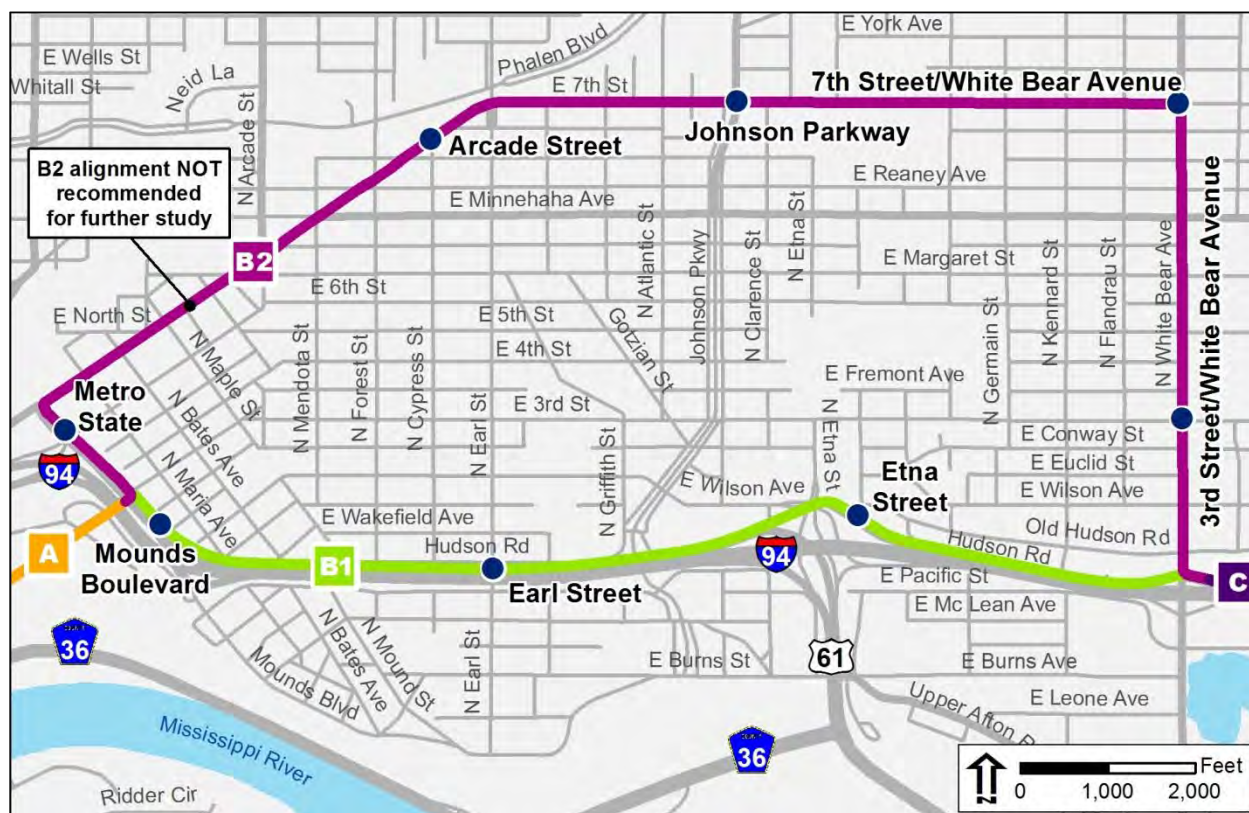 E York Ave
E Wells St
Phalen Blvd
Whitall St
Neid La
E 7th St
7th Street/White Bear Avenue
N Arcade St
Arcade Street
Johnson Parkway
B2 alignment NOT
recommended
for further study
E Reaney Ave
E Minnehaha Ave
N Atlantic St
Johnson Pkwy
N Clarence St
N Etna St
E Margaret St
N Kennard St
N Flandrau St
N White Bear Ave
3rd Street/White Bear Avenue
B2
E 6th St
E North St
E 5th St
Gotzian St
E 4th St
N Maple St
N Mendota St
N Forest St
N Cypress St
E Fremont Ave
N Germain St
Metro
State
N Bates Ave
N Earl St
E 3rd St
N Etna St
E Conway St
94
N Maria Ave
N Griffith St
Etna
Street
E Euclid St
E Wilson Ave
E Wilson Ave
E Wakefield Ave
Old Hudson Rd
Hudson Rd
Hudson Rd
A
Mounds
Boulevard
B1
Earl Street
94
E Pacific St
C
E Mc Lean Ave
36
N Bates Ave
N Mound St
N Earl St
E Burns St
61
E Burns Ave
Mounds Blvd
E Leone Ave
Upper Afton R
Mississippi River
36
Ridder Cir
N
Feet
0 1,000 2,000